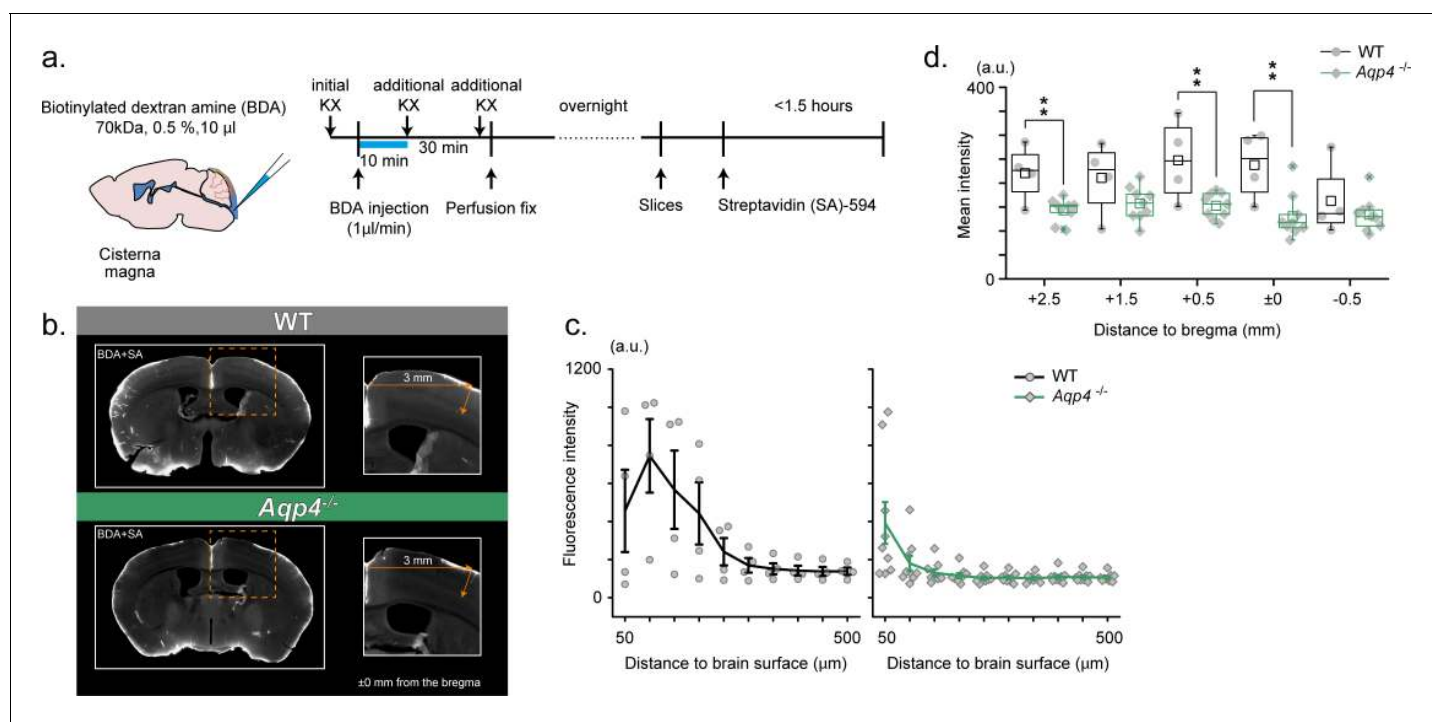 a.
initial additional additional
KX KX KX
overnight
<1.5 hours
Biotinylated dextran amine (BDA)
70kDa, 0.5 %,10 µl
10 min
30 min
BDA injection
(1µl/min)
Perfusion fix
Slices
Streptavidin (SA)-594
Cisterna
magna
b.
WT
BDA+SA
3 mm
Aqp4-/-
BDA+SA
3 mm
±0 mm from the bregma
c.
(a.u.)
1200
Fluorescence intensity
0
50 500
Distance to brain surface (µm)
WT
Aqp4 -/-
50 500
Distance to brain surface (µm)
d.
(a.u.)
WT
Aqp4 -/-
400
Mean intensity
0
** ** **
+2.5 +1.5 +0.5 ±0 -0.5
Distance to bregma (mm)